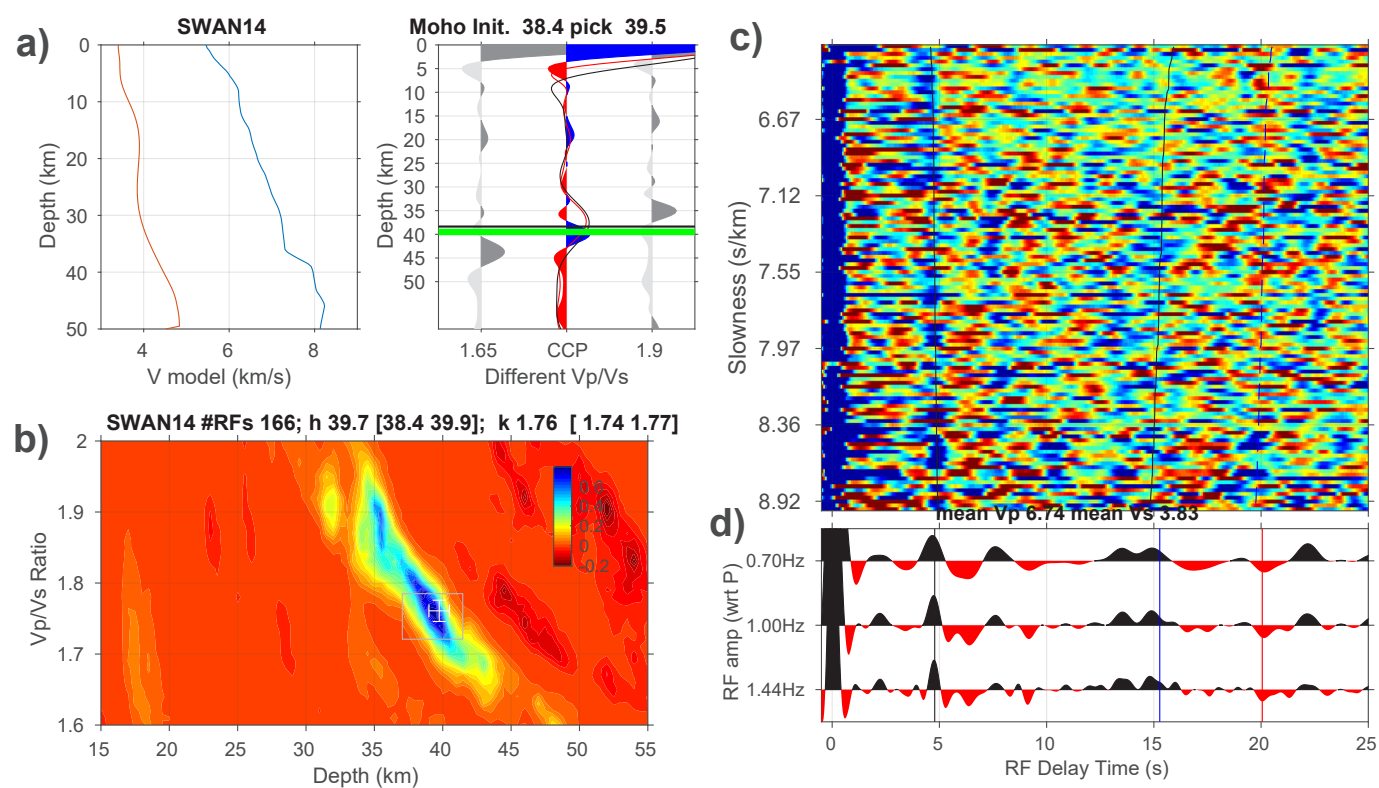 a)
SWAN14
0
10
20
30
40
50
Depth (km)
4
6
8
V model (km/s)
Moho Init. 38.4 pick 39.5
0
5
10
15
20
25
30
35
40
50
Depth (km)
1.65
CCP
1.9
Different Vp/Vs
b)
SWAN14 #RFs 166; h 39.7 [38.4 39.9]; k 1.76 [ 1.74 1.77]
2
1.9
1.8
1.7
1.6
Vp/Vs Ratio
0.6
0.4
0.2
0
-0.2
15
20
25
30
35
40
45
50
55
Depth (km)
c)
6.67
7.12
7.55
7.97
8.36
8.92
Slowness (s/km)
d)
mean Vp 6.74 mean Vs 3.83
0.70Hz
1.00Hz
1.44Hz
RF amp (wrt P)
0
5
10
15
20
25
RF Delay Time (s)